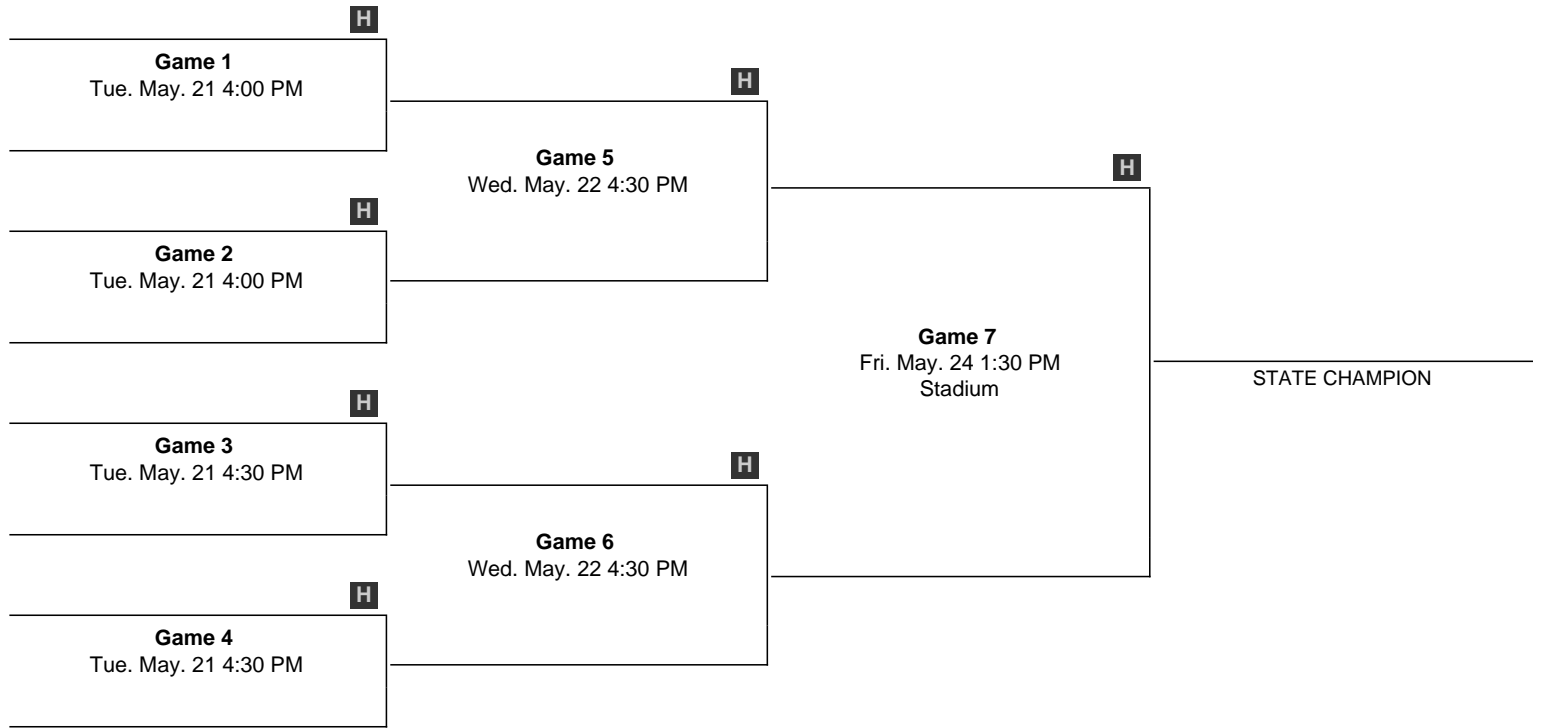 H
Game 1
Tue. May. 21 4:00 PM
H
Game 5
Wed. May. 22 4:30 PM
H
H
Game 2
Tue. May. 21 4:00 PM
Game 7
Fri. May. 24 1:30 PM
Stadium
STATE CHAMPION
H
Game 3
Tue. May. 21 4:30 PM
H
Game 6
Wed. May. 22 4:30 PM
H
Game 4
Tue. May. 21 4:30 PM